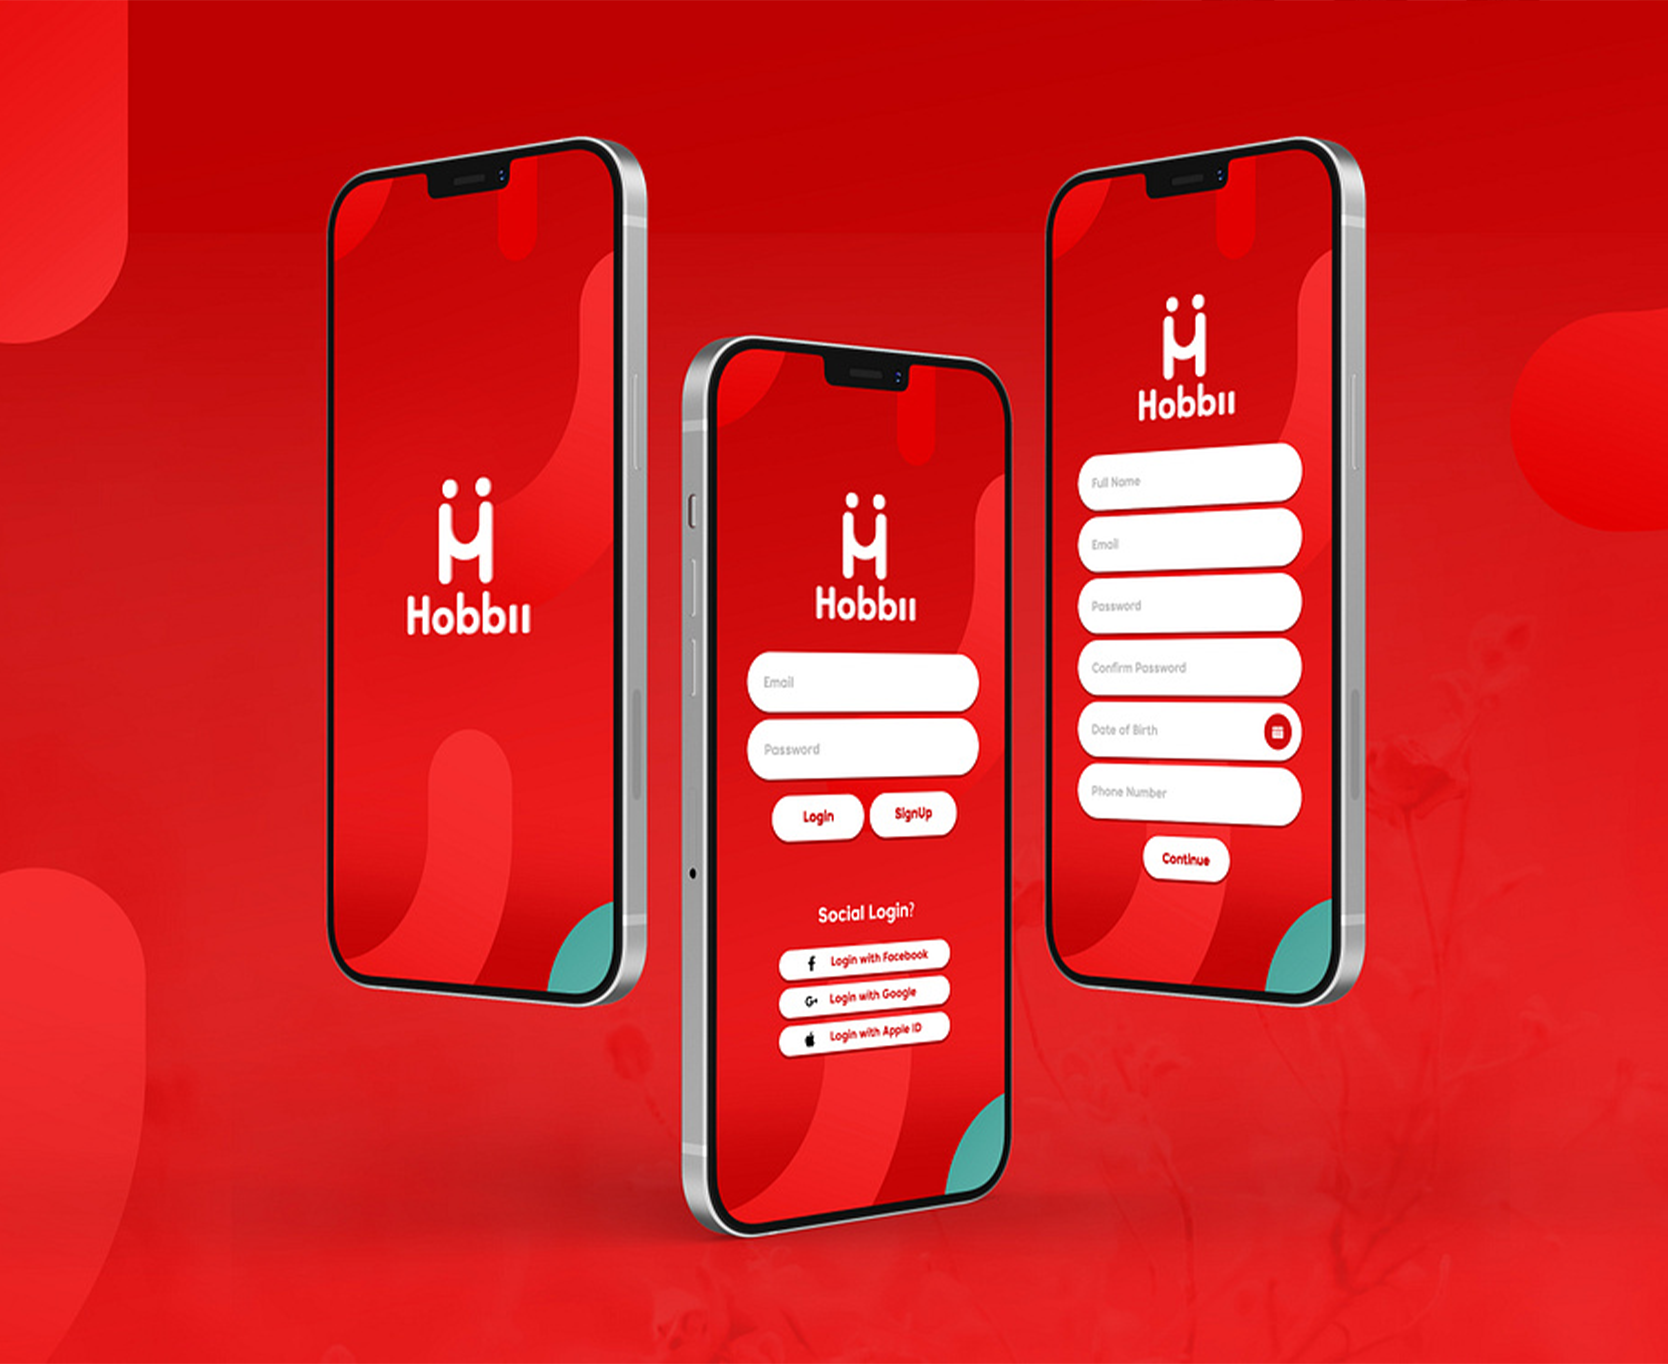 Hobbii
Hobbii
Email
Password
Login
SignUp
Social Login?
Login with Facebook
G+ Login with Google
Login with Apple ID
Hobbii
Full Name
Email
Password
Confirm Password
Date of Birth
Phone Number
Continue